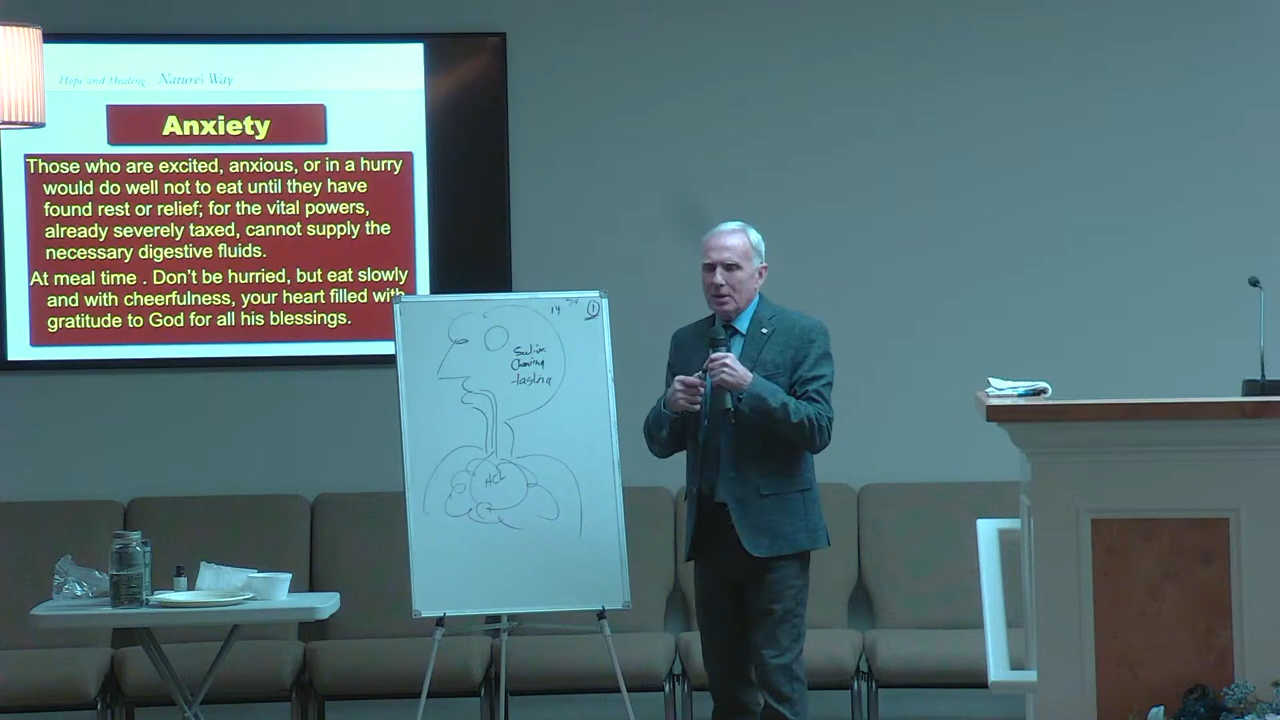 Hope and Healing Nature's Way
Anxiety
Those who are excited, anxious, or in a hurry
would do well not to eat until they have
found rest or relief; for the vital powers,
already severely taxed, cannot supply the
necessary digestive fluids.
At meal time . Don't be hurried, but eat slowly
and with cheerfulness, your heart filled with
gratitude to God for all his blessings.
14
1
Chewing
tasting
HCL